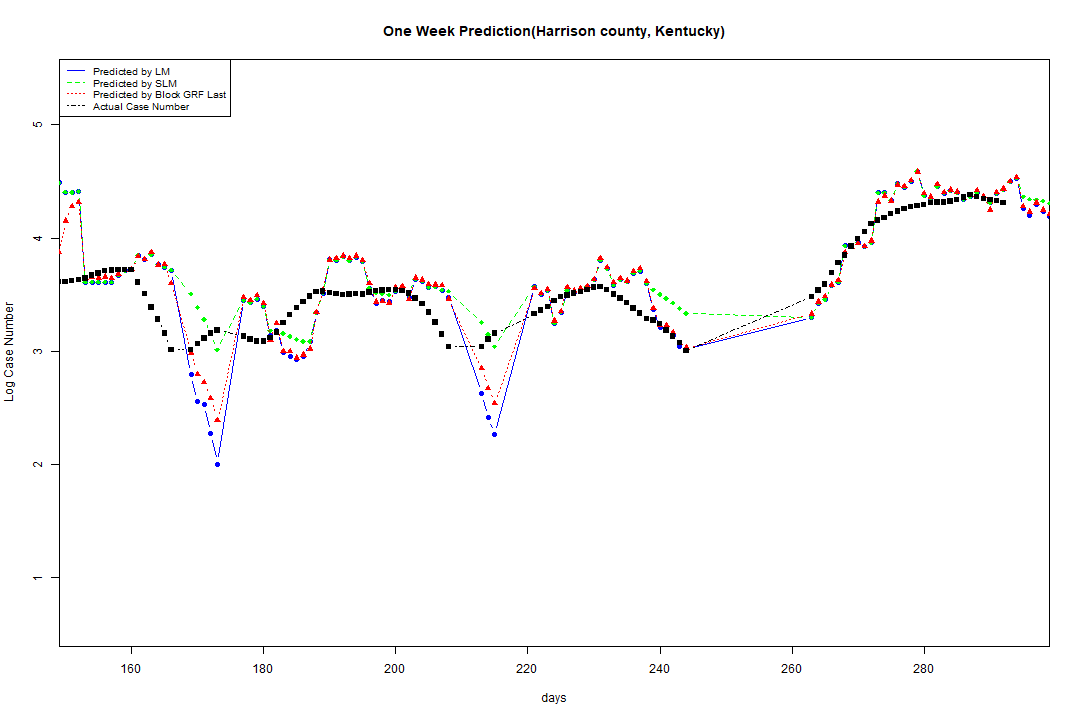 One Week Prediction(Harrison county, Kentucky)
Predicted by LM
Predicted by SLM
Predicted by Block GRF Last
Actual Case Number
5
4
3
2
1
Log Case Number
160 180 200 220 240 260 280
days